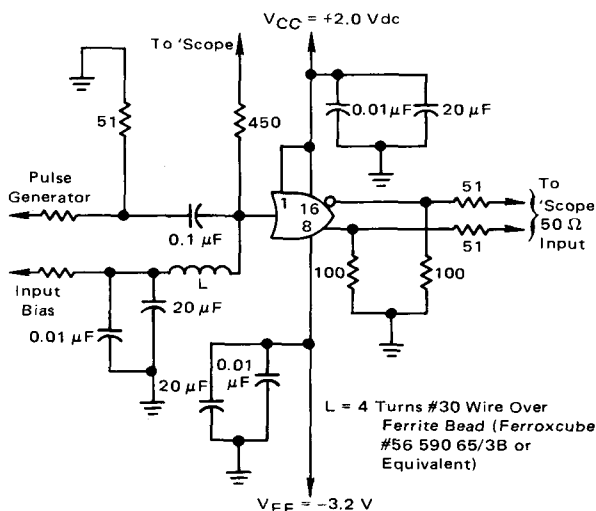 VCC = +2.0 Vdc
To 'Scope
0.01 µF
20 µF
51
450
Pulse
Generator
0.1 µF
1
16
8
51
51
To
'Scope
50 Ω
Input
100
100
L
Input
Bias
20 µF
0.01 µF
20 µF
0.01
µF
L = 4 Turns #30 Wire Over
Ferrite Bead (Ferroxcube
#56 590 65/3B or
Equivalent)
VEE = −3.2 V